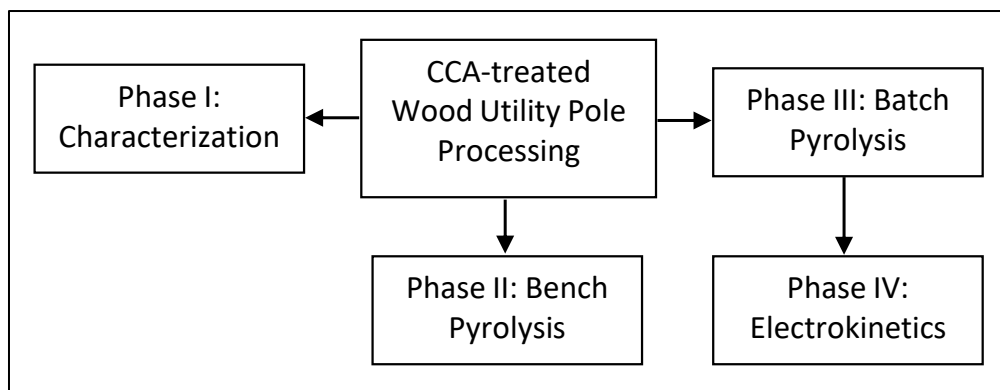 CCA-treated
Wood Utility Pole
Processing
Phase I:
Characterization
Phase III: Batch
Pyrolysis
Phase II: Bench
Pyrolysis
Phase IV:
Electrokinetics